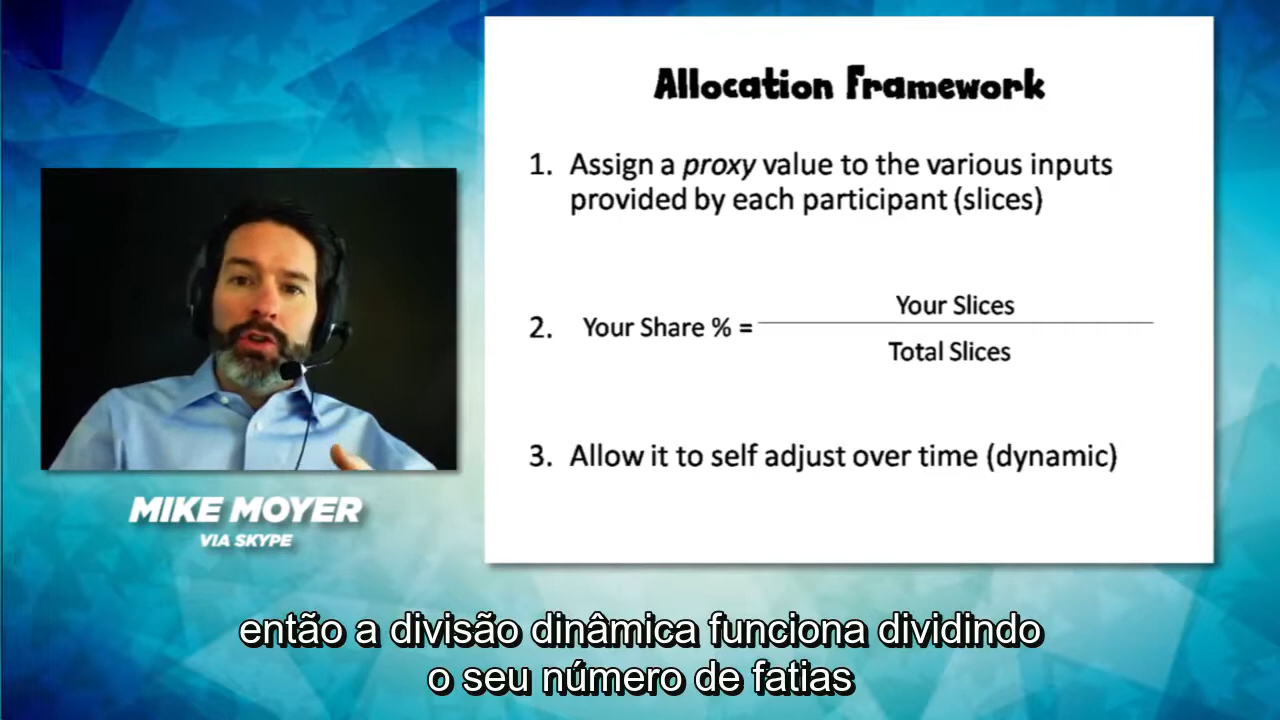 Allocation Framework
1. Assign a proxy value to the various inputs
provided by each participant (slices)
2. Your Share % =
Your Slices
Total Slices
3. Allow it to self adjust over time (dynamic)
MIKE MOYER
VIA SKYPE
então a divisão dinâmica funciona dividindo
o seu número de fatias